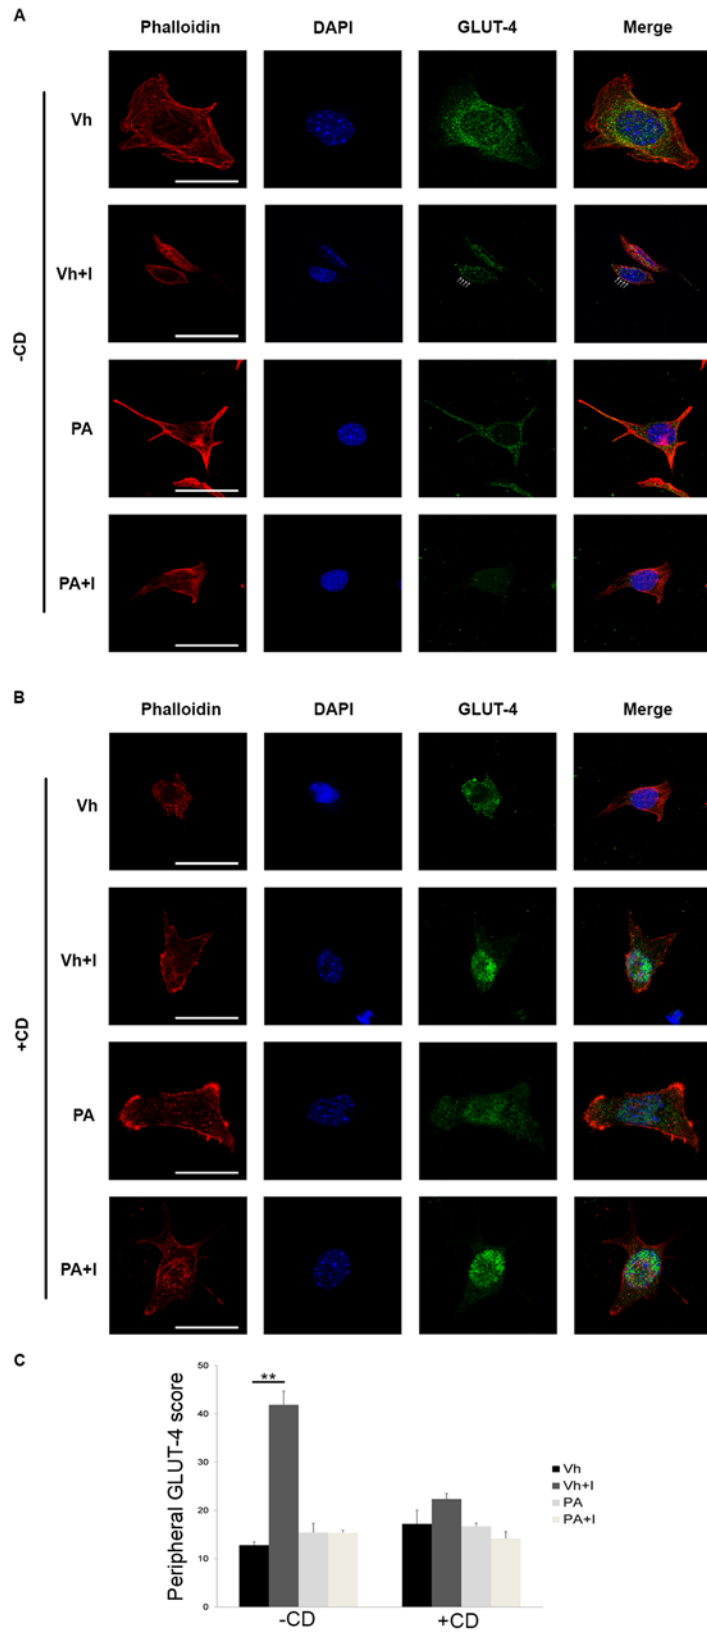 A
Phalloidin DAPI GLUT-4 Merge
Vh
Vh+I
-CD
PA
PA+I
B
Phalloidin DAPI GLUT-4 Merge
Vh
Vh+I
+CD
PA
PA+I
C
50
**
40
30
20
10
0
Peripheral GLUT-4 score
Vh
Vh+I
PA
PA+I
-CD +CD